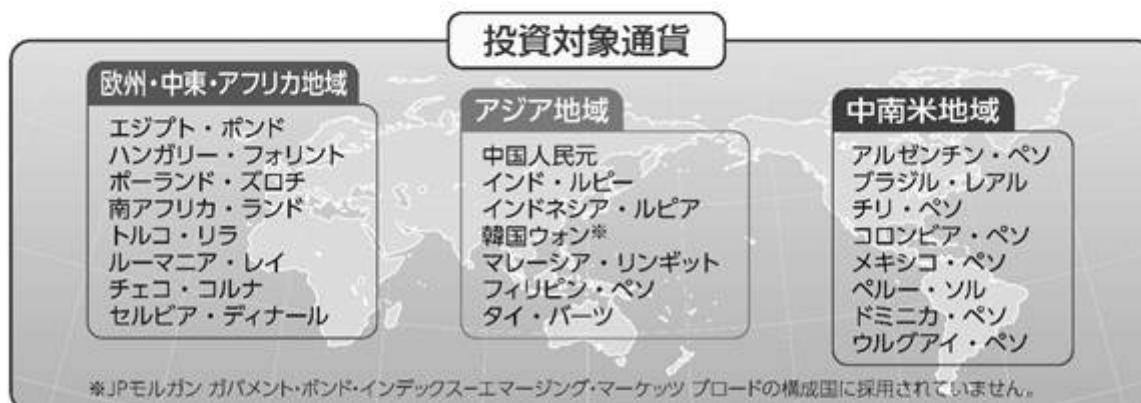 投資対象通貨
欧州・中東・アフリカ地域
エジプト・ポンド
ハンガリー・フォリント
ポーランド・ズロチ
南アフリカ・ランド
トルコ・リラ
ルーマニア・レイ
チェコ・コルナ
セルビア・ディナール
アジア地域
中国人民元
インド・ルピー
インドネシア・ルピア
韓国ウォン※
マレーシア・リンギット
フィリピン・ペソ
タイ・バーツ
中南米地域
アルゼンチン・ペソ
ブラジル・レアル
チリ・ペソ
コロンビア・ペソ
メキシコ・ペソ
ペルー・ソル
ドミニカ・ペソ
ウルグアイ・ペソ
※JPモルガン ガバメント・ボンド・インデックスーエマージング・マーケッツ ブロードの構成国に採用されていません。